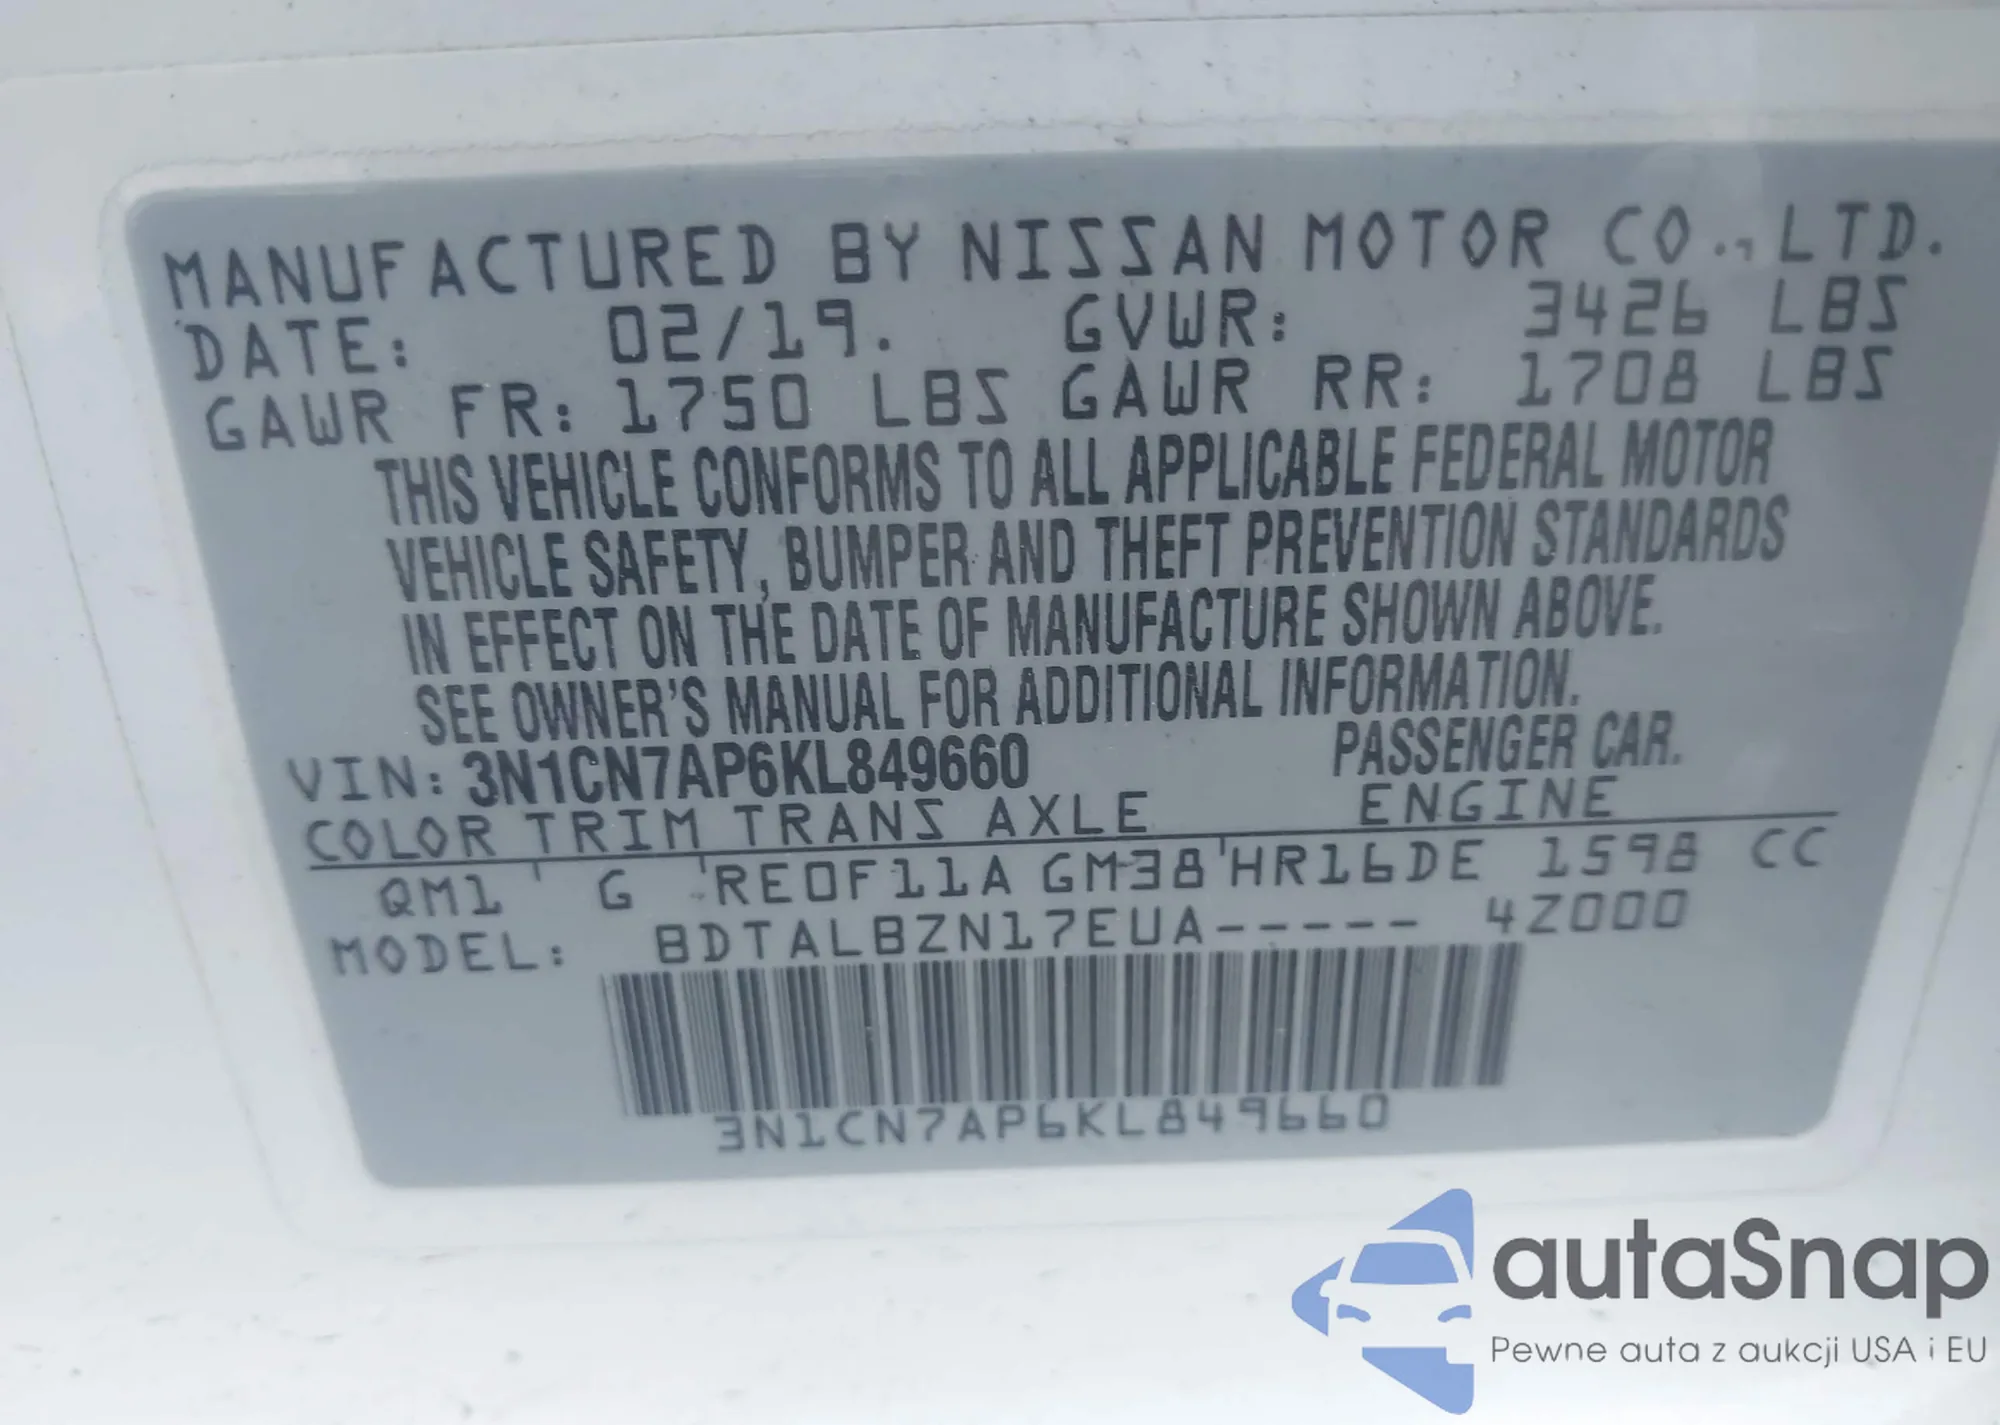 MANUFACTURED BY NISSAN MOTOR CO., LTD.
DATE: 02/19. GVWR: 3426 LBS
GAWR FR: 1750 LBS GAWR RR: 1708 LBS
THIS VEHICLE CONFORMS TO ALL APPLICABLE FEDERAL MOTOR
VEHICLE SAFETY, BUMPER AND THEFT PREVENTION STANDARDS
IN EFFECT ON THE DATE OF MANUFACTURE SHOWN ABOVE.
SEE OWNER'S MANUAL FOR ADDITIONAL INFORMATION.
VIN: 3N1CN7AP6KL849660 PASSENGER CAR.
COLOR TRIM TRANS AXLE ENGINE
QM1 ' G 'RE0F11A GM38'HR16DE 1598 CC
MODEL: BDTALBZN17EUA----- 4Z000
3N1CN7AP6KL849660
autaSnap
Pewne auta z aukcji USA i EU